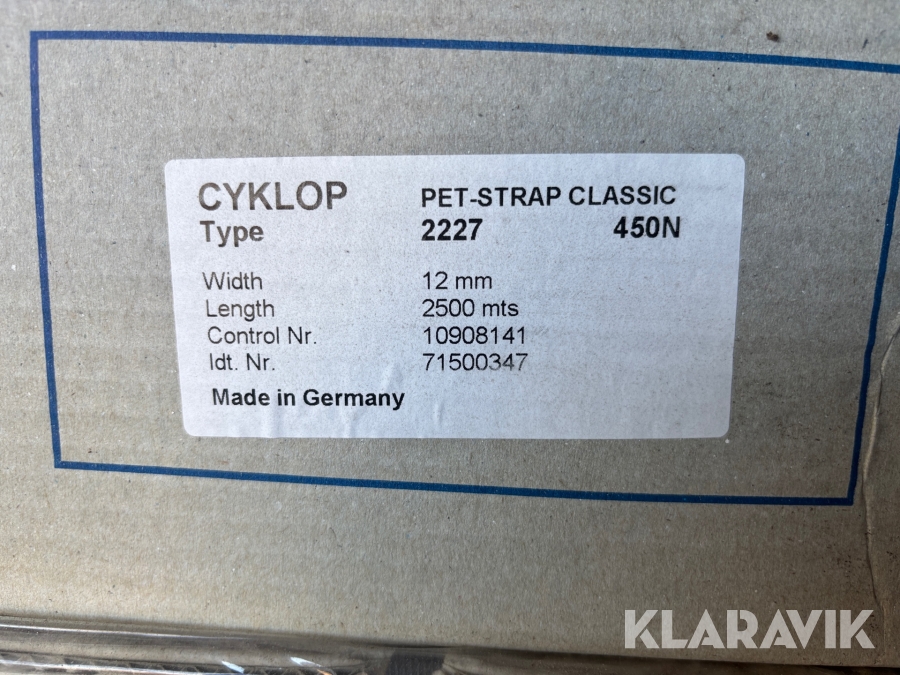 CYKLOP PET-STRAP CLASSIC
Type 2227 450N
Width 12 mm
Length 2500 mts
Control Nr. 10908141
Idt. Nr. 71500347
Made in Germany
KLARAVIK